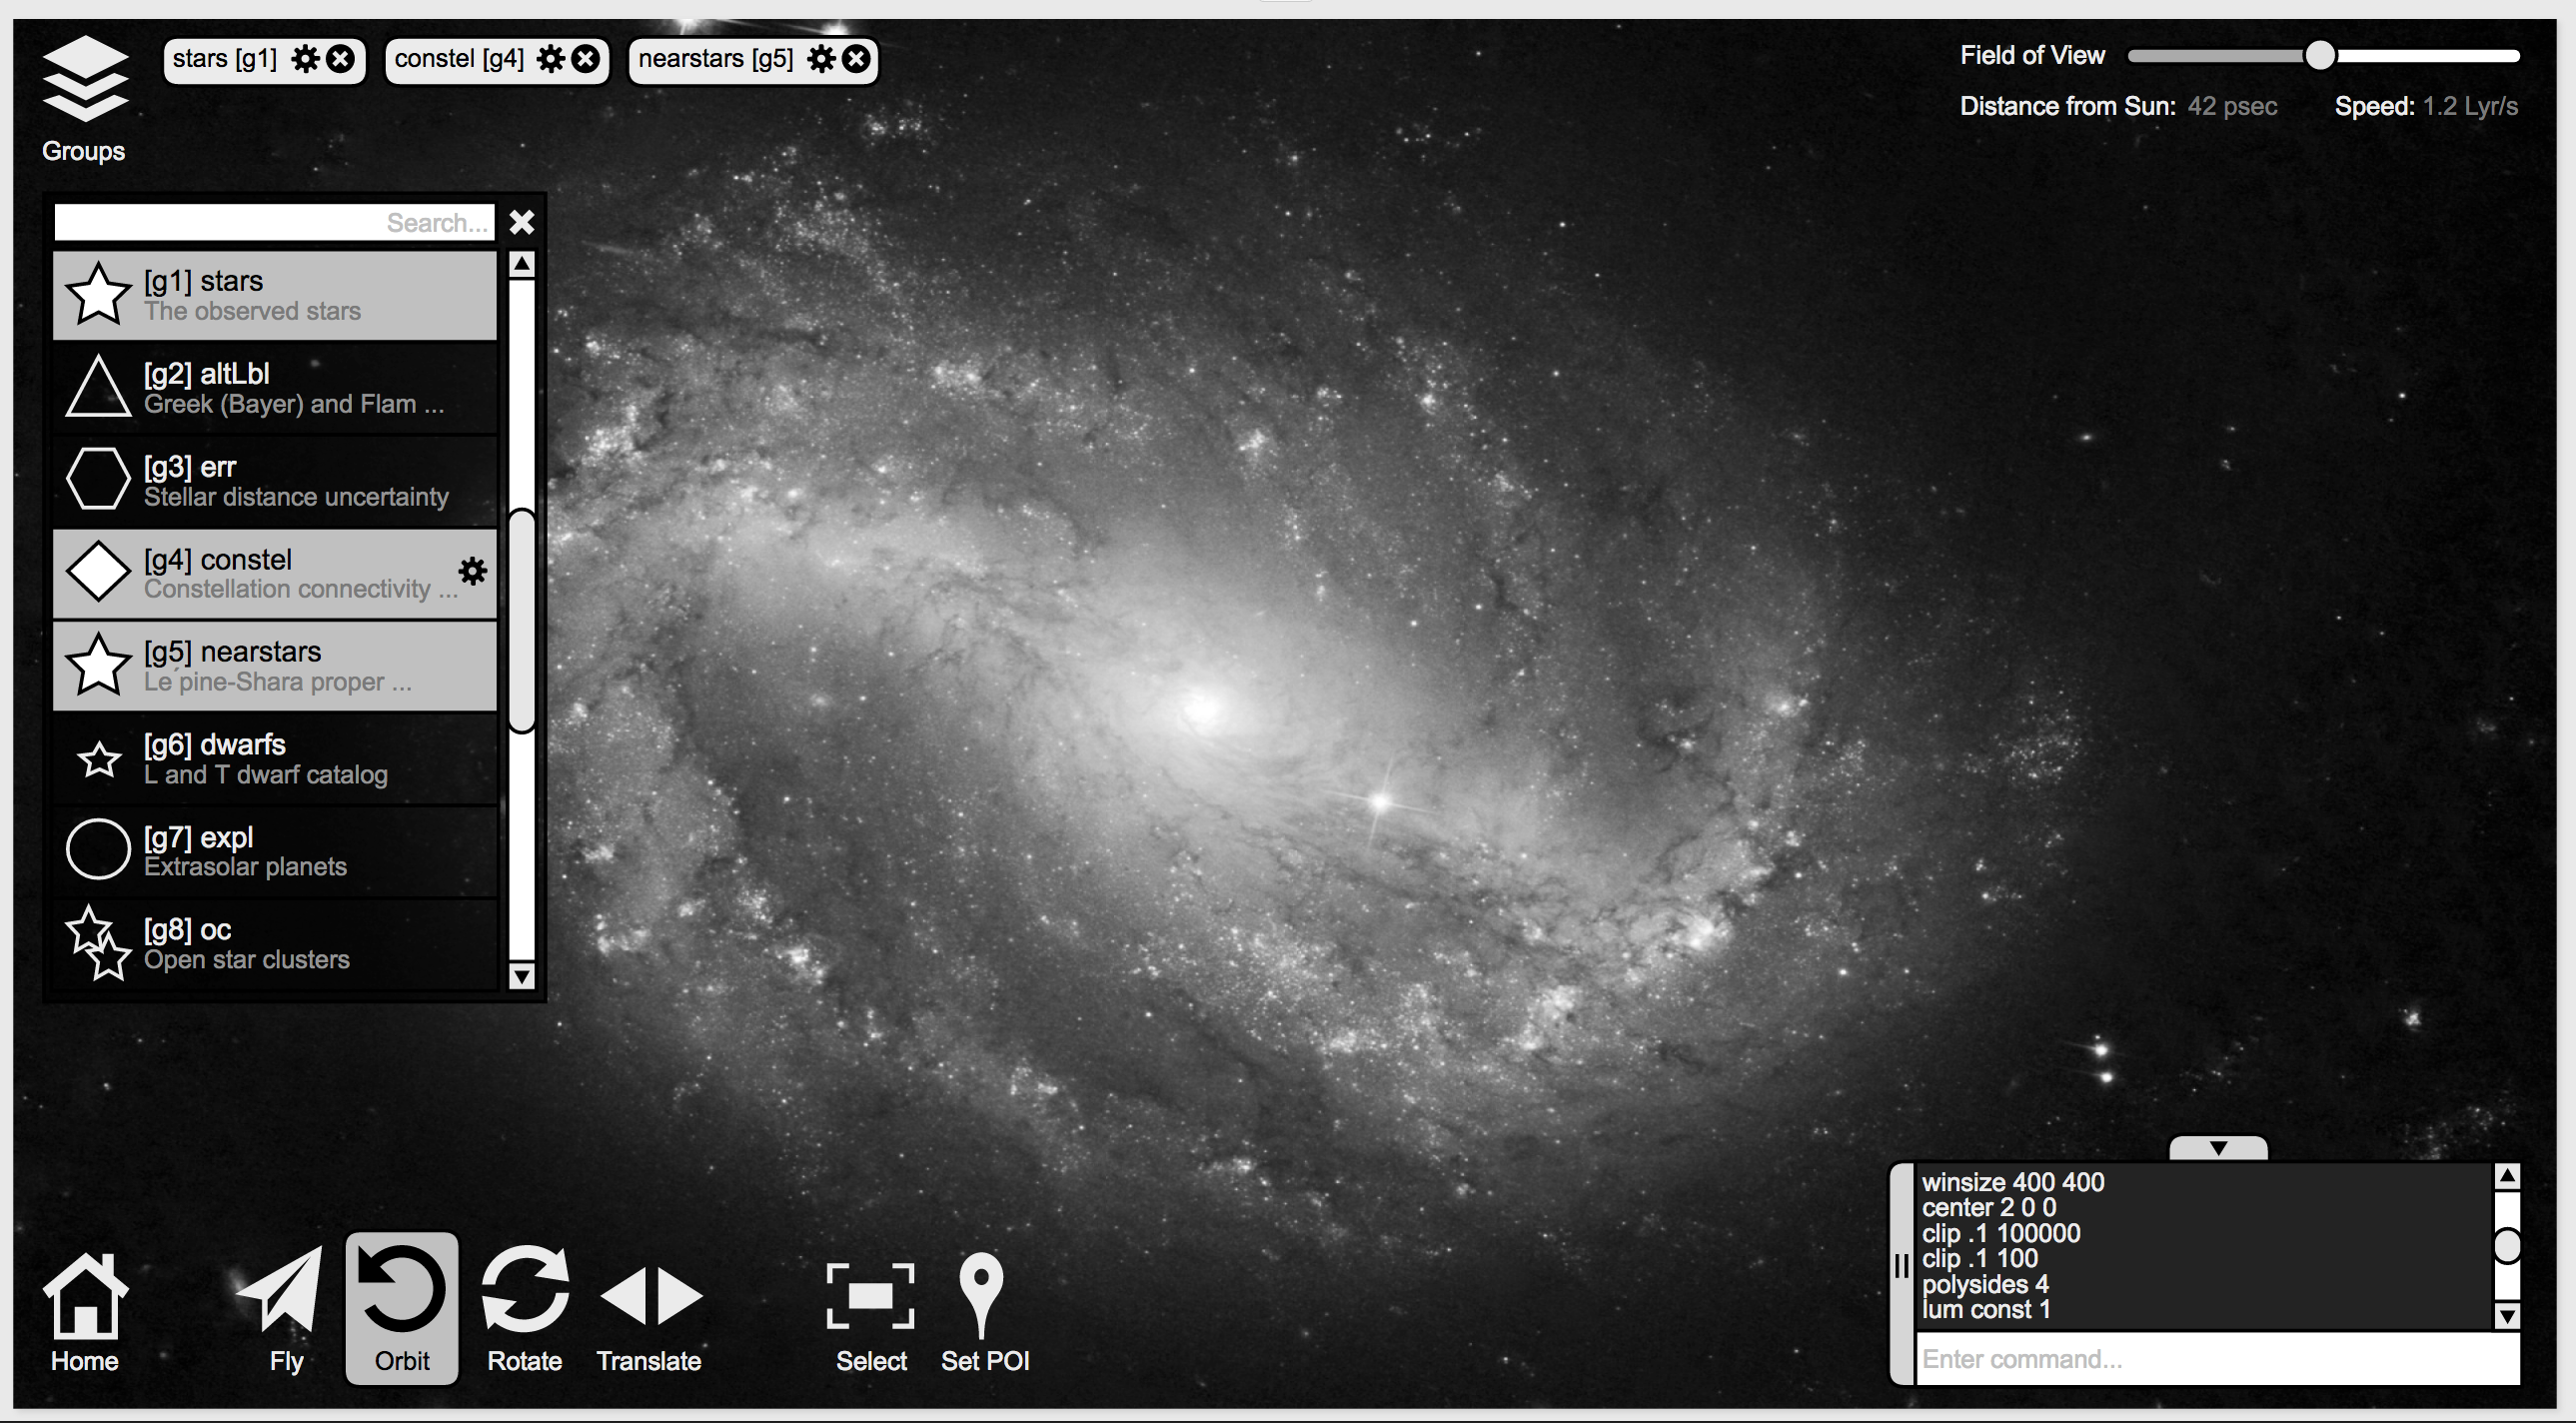 stars [g1]
constel [g4]
nearstars [g5]
Field of View
Distance from Sun: 42 psec
Speed: 1.2 Lyr/s
Groups
Search...
[g1] stars
The observed stars
[g2] altLbl
Greek (Bayer) and Flam ...
[g3] err
Stellar distance uncertainty
[g4] constel
Constellation connectivity ...
[g5] nearstars
Le ́pine-Shara proper ...
[g6] dwarfs
L and T dwarf catalog
[g7] expl
Extrasolar planets
[g8] oc
Open star clusters
winsize 400 400
center 2 0 0
clip .1 100000
clip .1 100
polysides 4
lum const 1
Enter command...
Home
Fly
Orbit
Rotate
Translate
Select
Set POI